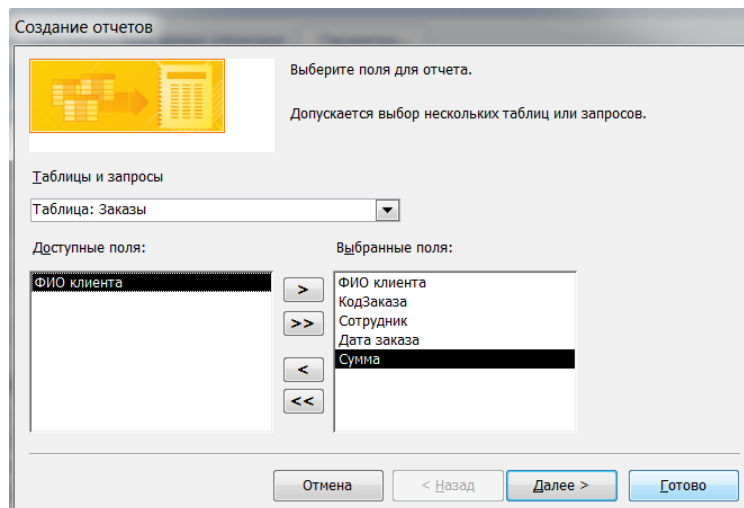 Создание отчетов
Выберите поля для отчета.
Допускается выбор нескольких таблиц или запросов.
Таблицы и запросы
Таблица: Заказы
Доступные поля:
Выбранные поля:
ФИО клиента
>
>>
<
<<
ФИО клиента
КодЗаказа
Сотрудник
Дата заказа
Сумма
Отмена
< Назад
Далее >
Готово